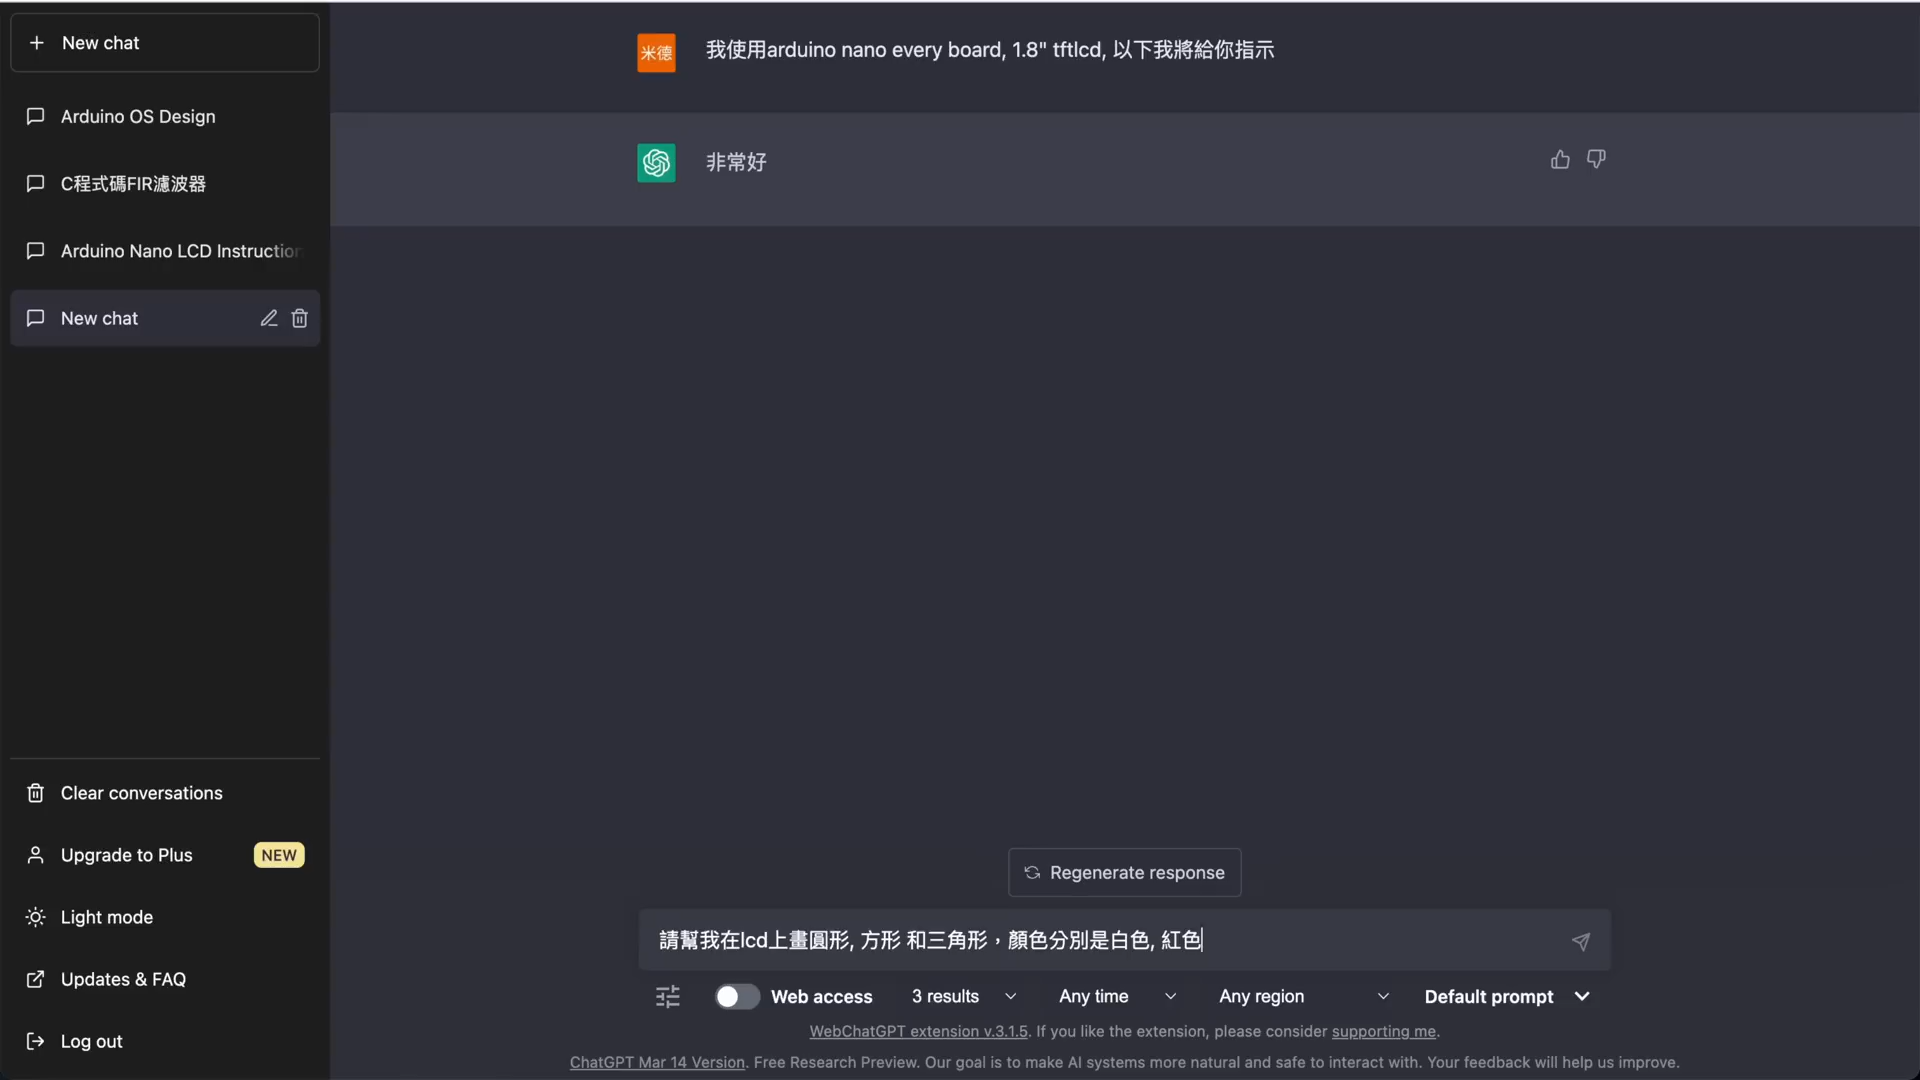 New chat
Arduino OS Design
C程式碼FIR濾波器
Arduino Nano LCD Instruction
New chat
Clear conversations
Upgrade to Plus NEW
Light mode
Updates & FAQ
Log out
米德 我使用arduino nano every board, 1.8" tftlcd, 以下我將給你指示
非常好
Regenerate response
請幫我在lcd上畫圓形, 方形 和三角形，顏色分別是白色, 紅色
Web access 3 results Any time Any region Default prompt
WebChatGPT extension v.3.1.5. If you like the extension, please consider supporting me.
ChatGPT Mar 14 Version. Free Research Preview. Our goal is to make AI systems more natural and safe to interact with. Your feedback will help us improve.